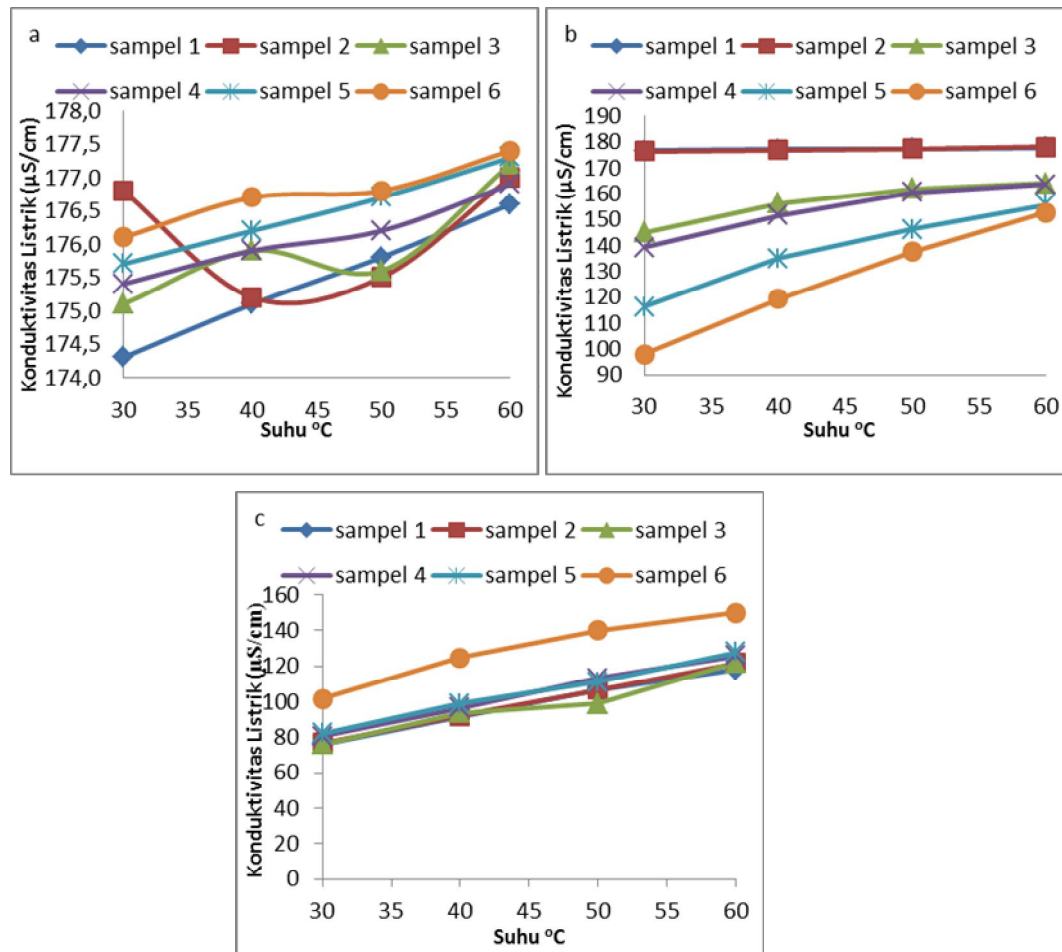 a
sampel 1 sampel 2 sampel 3
sampel 4 sampel 5 sampel 6
Konduktivitas Listrik (µS/cm)
178,0
177,5
177,0
176,5
176,0
175,5
175,0
174,5
174,0
30 35 40 45 50 55 60
Suhu °C
b
sampel 1 sampel 2 sampel 3
sampel 4 sampel 5 sampel 6
Konduktivitas Listrik (µS/cm)
190
180
170
160
150
140
130
120
110
100
90
30 35 40 45 50 55 60
Suhu °C
c
sampel 1 sampel 2 sampel 3
sampel 4 sampel 5 sampel 6
Konduktivitas Listrik (µS/cm)
160
140
120
100
80
60
40
20
0
30 35 40 45 50 55 60
Suhu °C